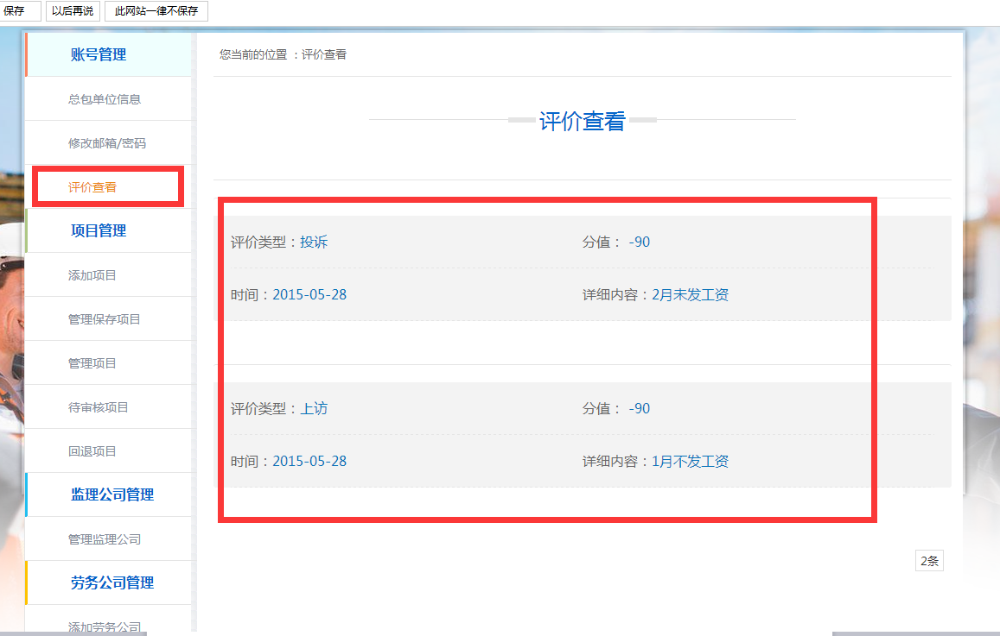 保存 以后再说 此网站一律不保存
账号管理
总包单位信息
修改邮箱/密码
评价查看
项目管理
添加项目
管理保存项目
管理项目
待审核项目
回退项目
监理公司管理
管理监理公司
劳务公司管理
添加劳务公司
您当前的位置 ：评价查看
评价查看
评价类型：投诉 分值： -90
时间：2015-05-28 详细内容：2月未发工资
评价类型：上访 分值： -90
时间：2015-05-28 详细内容：1月不发工资
2条